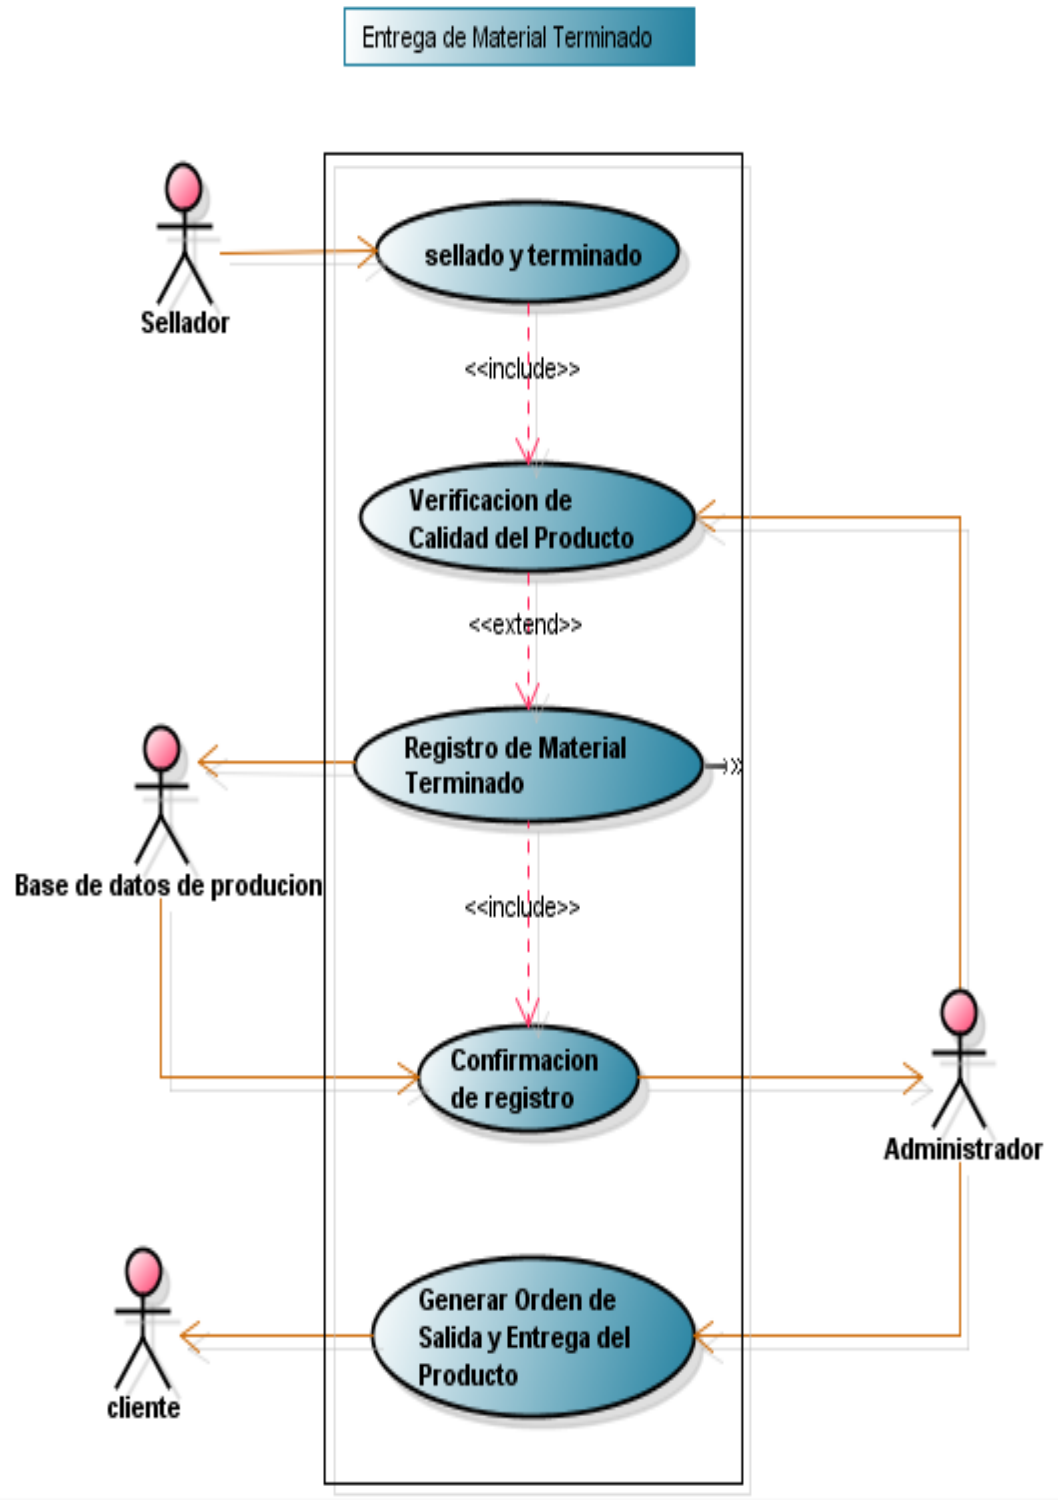 Entrega de Material Terminado
sellado y terminado
Sellador
<<include>>
Verificacion de
Calidad del Producto
<<extend>>
Registro de Material
Terminado
Base de datos de producion
<<include>>
Confirmacion
de registro
Administrador
Generar Orden de
Salida y Entrega del
Producto
cliente